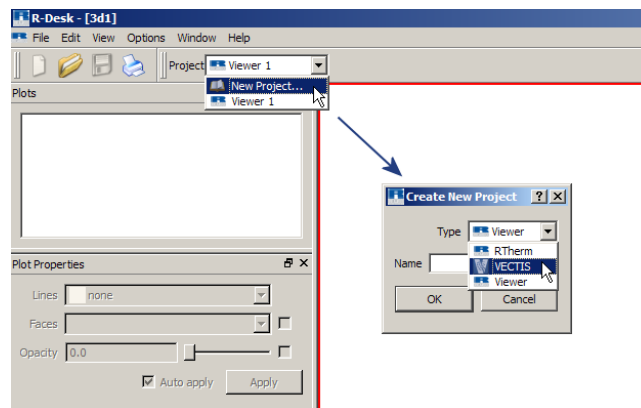 R-Desk - [3d1]
File Edit View Options Window Help
Project Viewer 1
New Project...
Viewer 1
Plots
Create New Project
Type Viewer
RTherm
VECTIS
Viewer
Name
OK Cancel
Plot Properties
Lines none
Faces
Opacity 0.0
Auto apply Apply